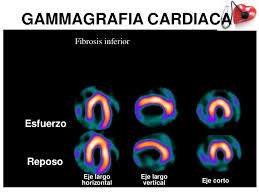 GAMMAGRAFIA CARDIACA
Fibrosis inferior
Esfuerzo
Reposo
Eje largo
horizontal
Eje largo
vertical
Eje corto